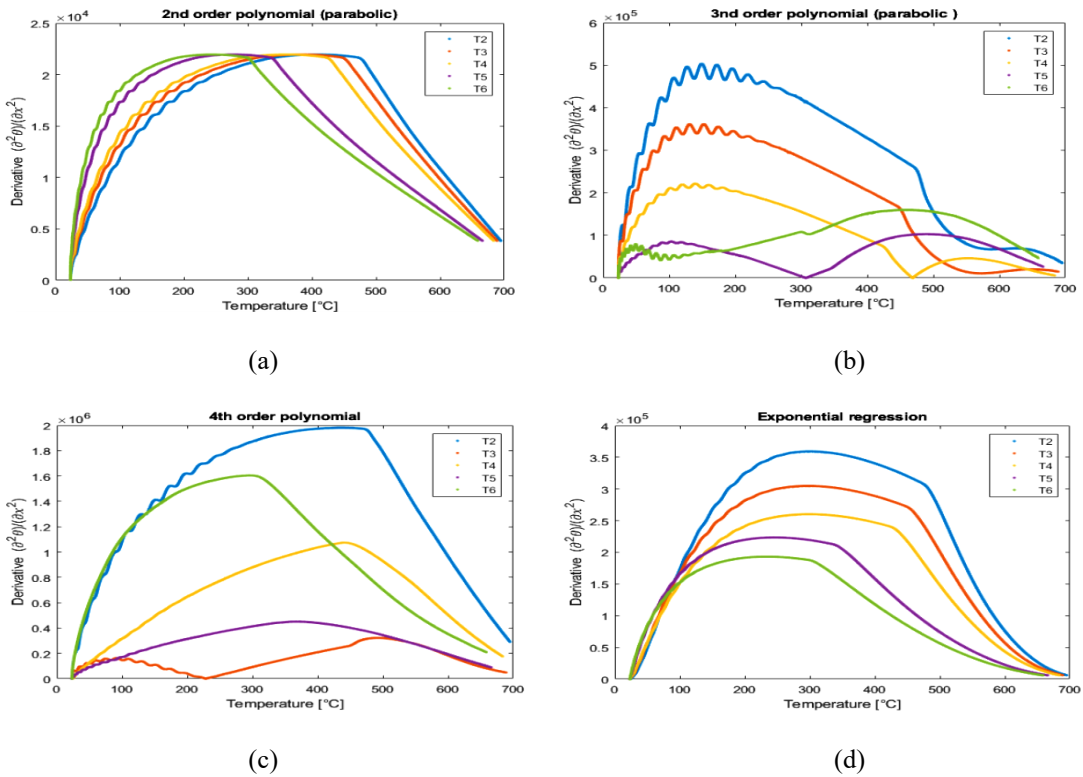 2nd order polynomial (parabolic)
× 10⁴
2.5
2
1.5
1
0.5
0
Derivative (∂²θ)/(∂x²)
0 100 200 300 400 500 600 700
Temperature [°C]
T2
T3
T4
T5
T6
(a)
3nd order polynomial (parabolic )
× 10⁵
6
5
4
3
2
1
0
Derivative (∂²θ)/(∂x²)
0 100 200 300 400 500 600 700
Temperature [°C]
T2
T3
T4
T5
T6
(b)
4th order polynomial
× 10⁶
2
1.8
1.6
1.4
1.2
1
0.8
0.6
0.4
0.2
0
Derivative (∂²θ)/(∂x²)
0 100 200 300 400 500 600 700
Temperature [°C]
T2
T3
T4
T5
T6
(c)
Exponential regression
× 10⁵
4
3.5
3
2.5
2
1.5
1
0.5
0
Derivative (∂²θ)/(∂x²)
0 100 200 300 400 500 600 700
Temperature [°C]
T2
T3
T4
T5
T6
(d)